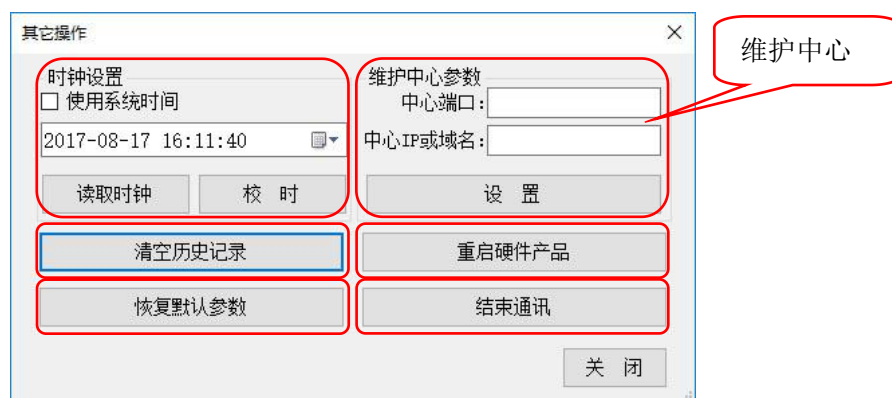 其它操作
维护中心
时钟设置
使用系统时间
2017-08-17 16:11:40
读取时钟
校 时
维护中心参数
中心端口:
中心IP或域名:
设 置
清空历史记录
重启硬件产品
恢复默认参数
结束通讯
关 闭